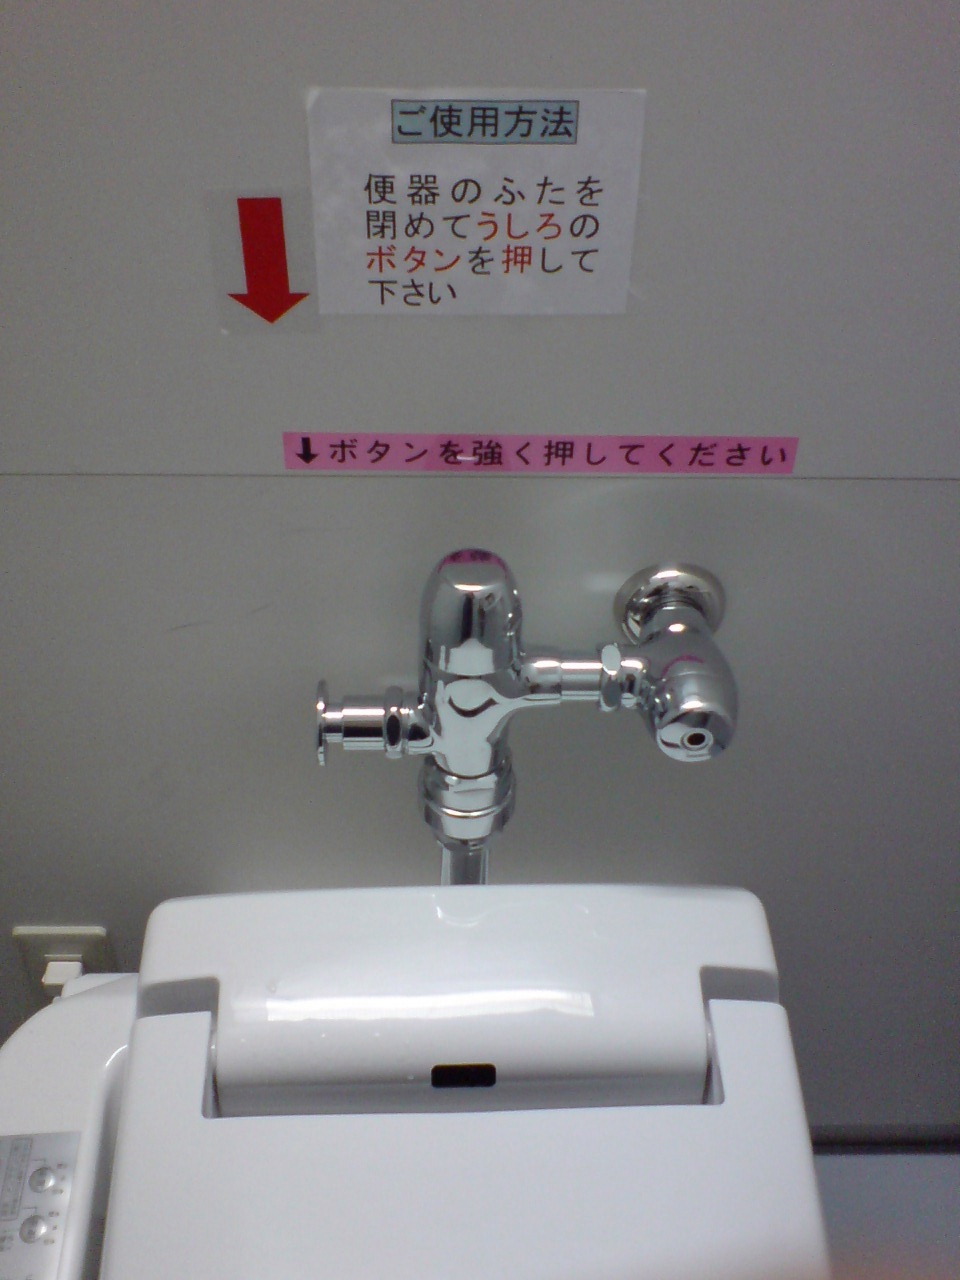 ご使用方法
便器のふたを
閉めてうしろの
ボタンを押して
下さい
↓ボタンを強く押してください